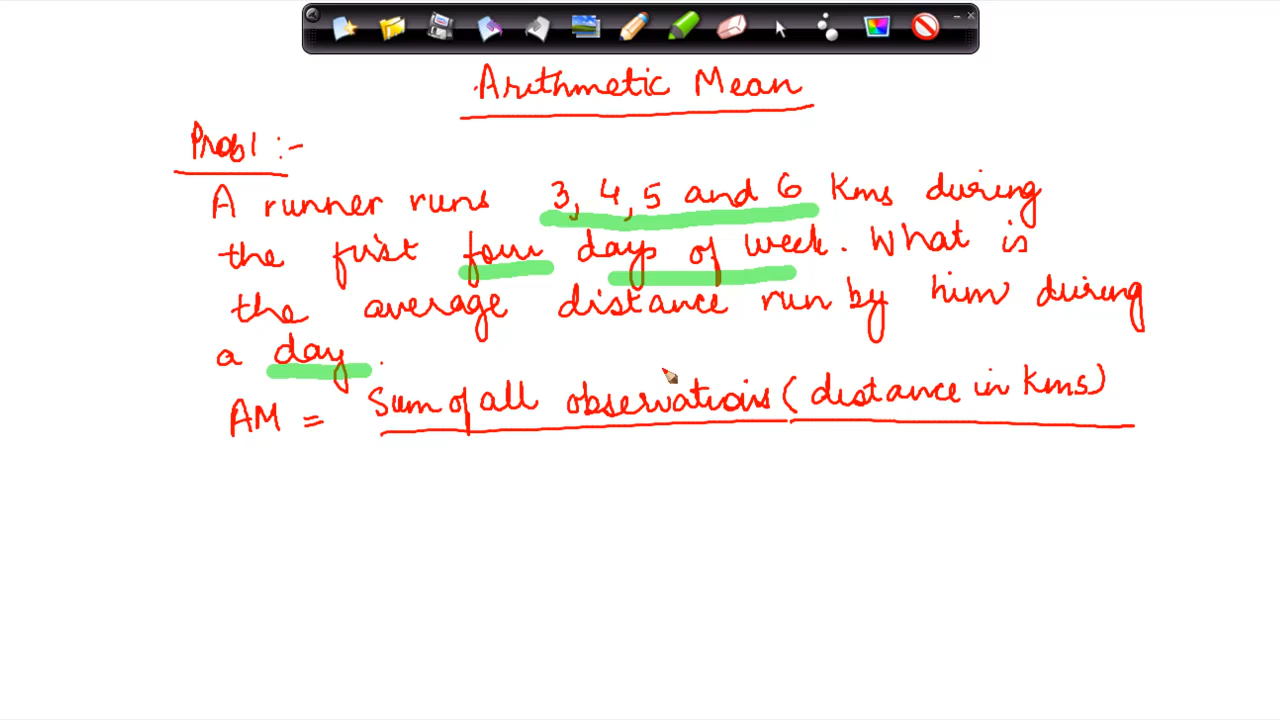 Arithmetic Mean
Prob1 :-
A runner runs 3, 4, 5 and 6 Kms during
the first four days of week. What is
the average distance run by him during
a day.
AM = Sum of all observations (distance in Kms)